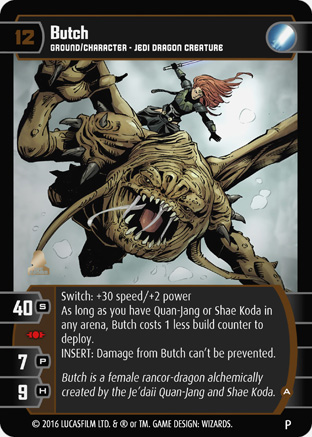 12 Butch
GROUND/CHARACTER - JEDI DRAGON CREATURE
40 S
7 P
9 H
Switch: +30 speed/+2 power
As long as you have Quan-Jang or Shae Koda in
any arena, Butch costs 1 less build counter to
deploy.
INSERT: Damage from Butch can't be prevented.
Butch is a female rancor-dragon alchemically
created by the Je'daii Quan-Jang and Shae Koda. A
© 2016 LUCASFILM LTD. & ® or TM. GAME DESIGN: WIZARDS. P